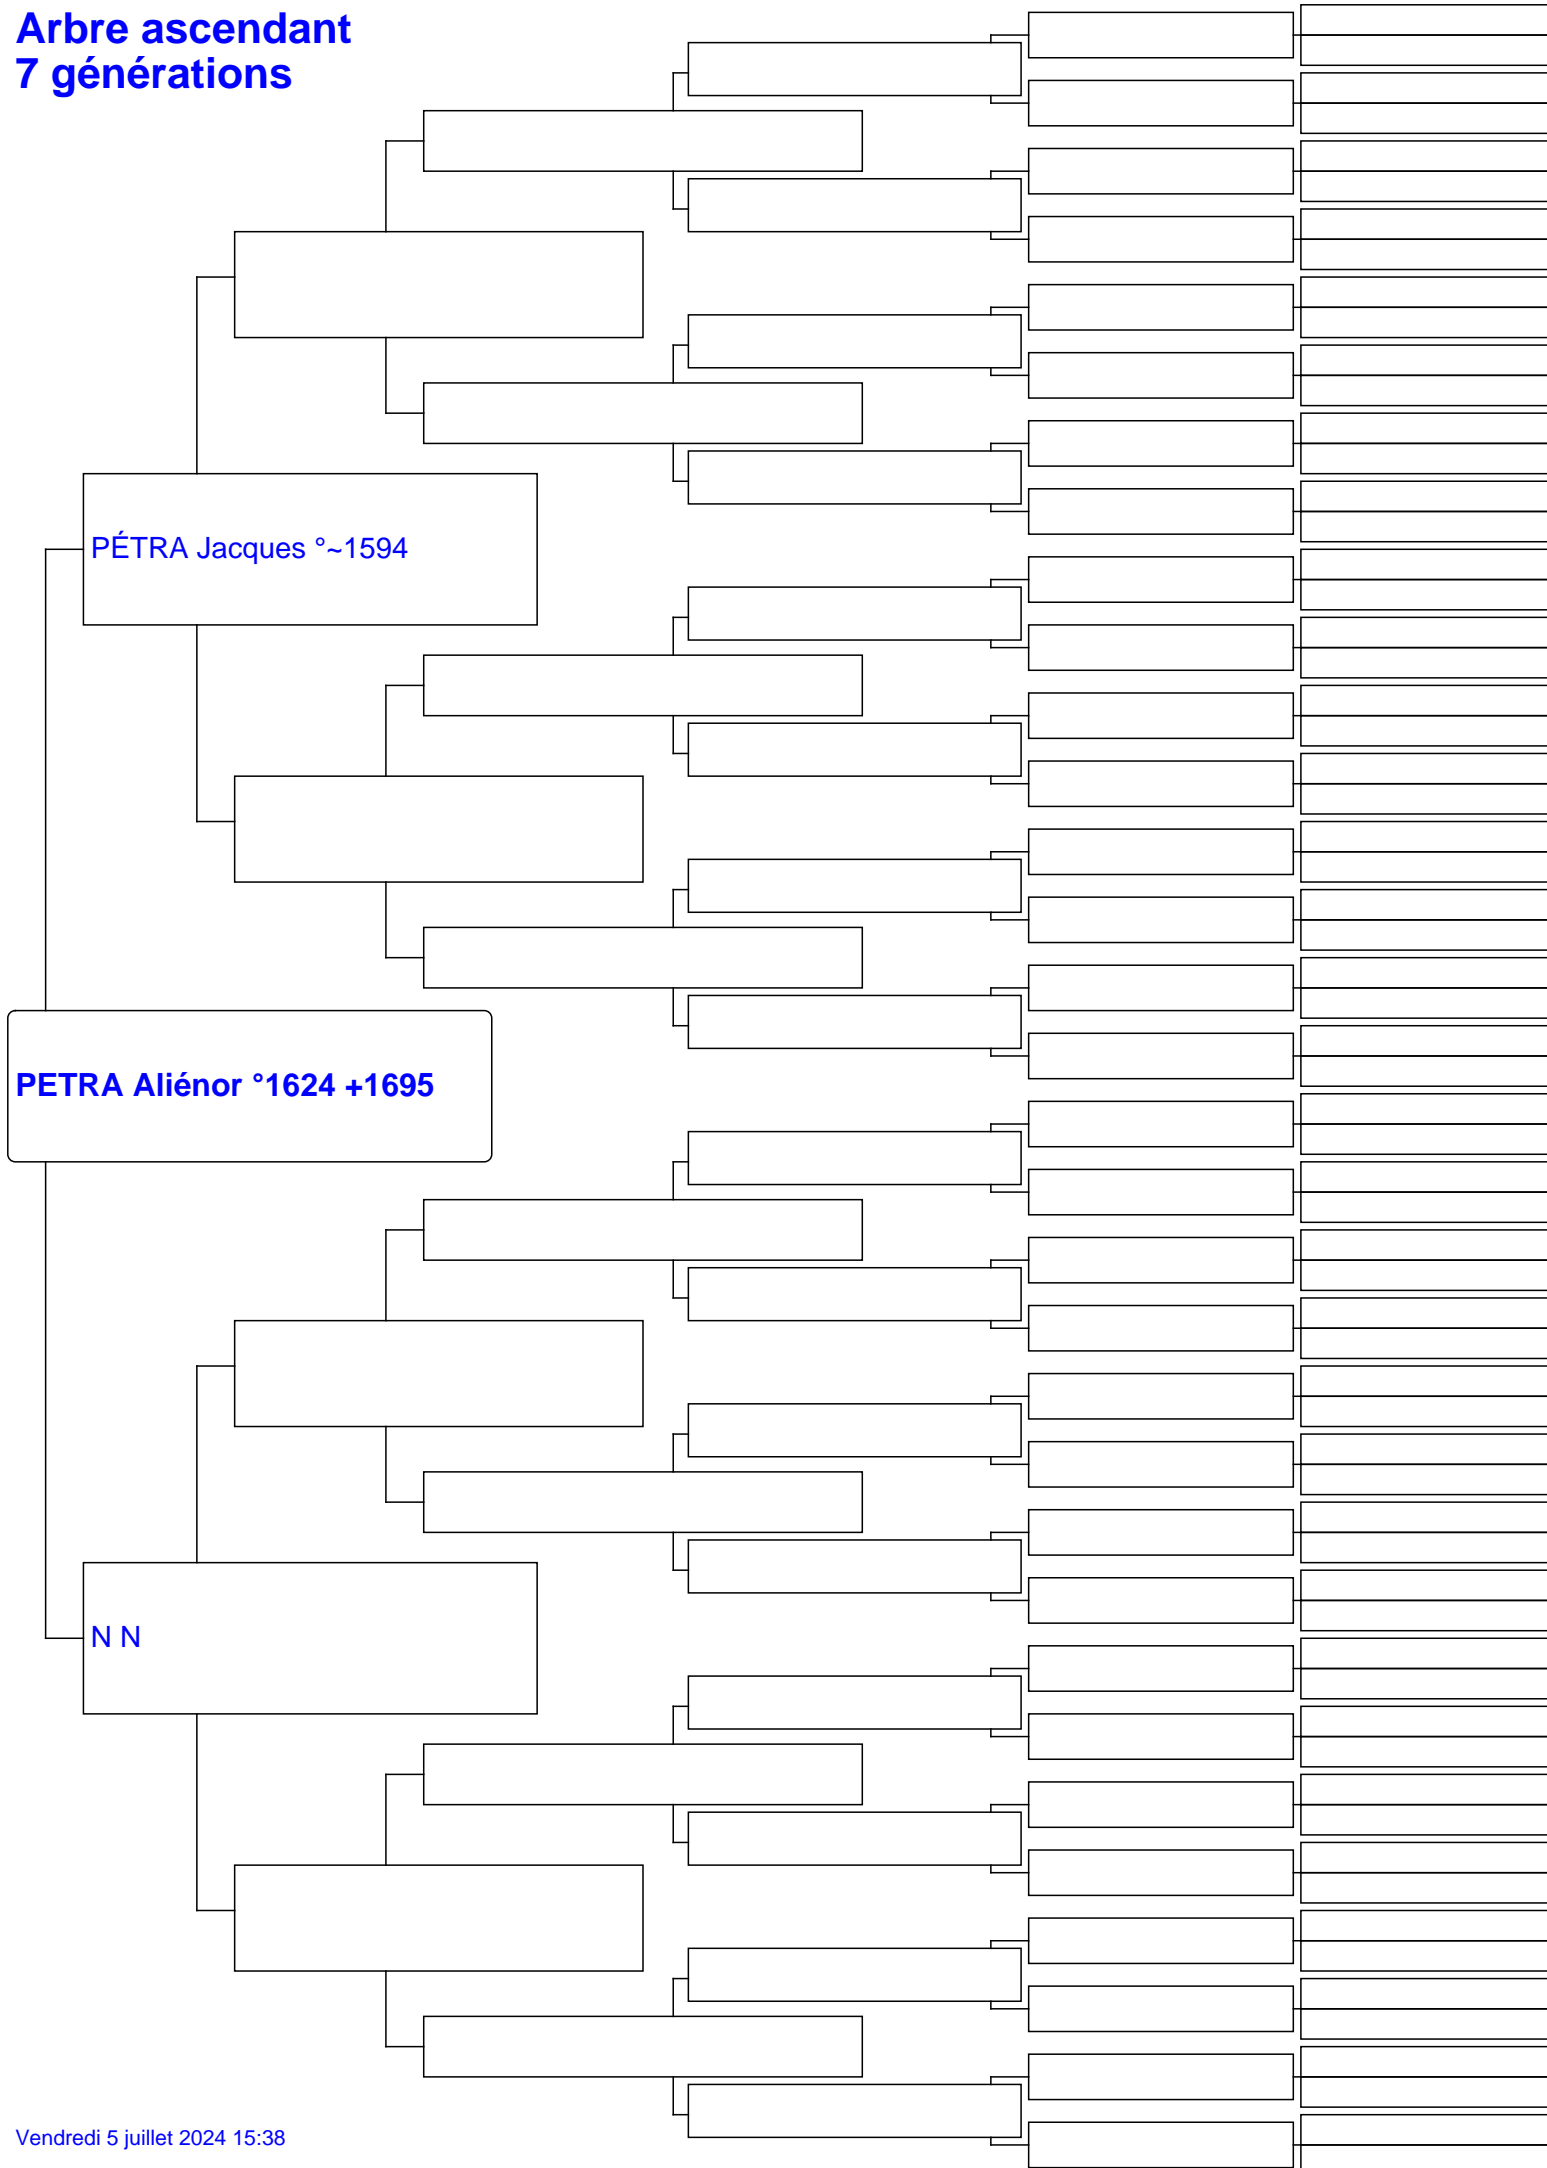 Arbre ascendant
7 générations
PÉTRA Jacques °~1594
PETRA Aliénor °1624 +1695
N N
Vendredi 5 juillet 2024 15:38